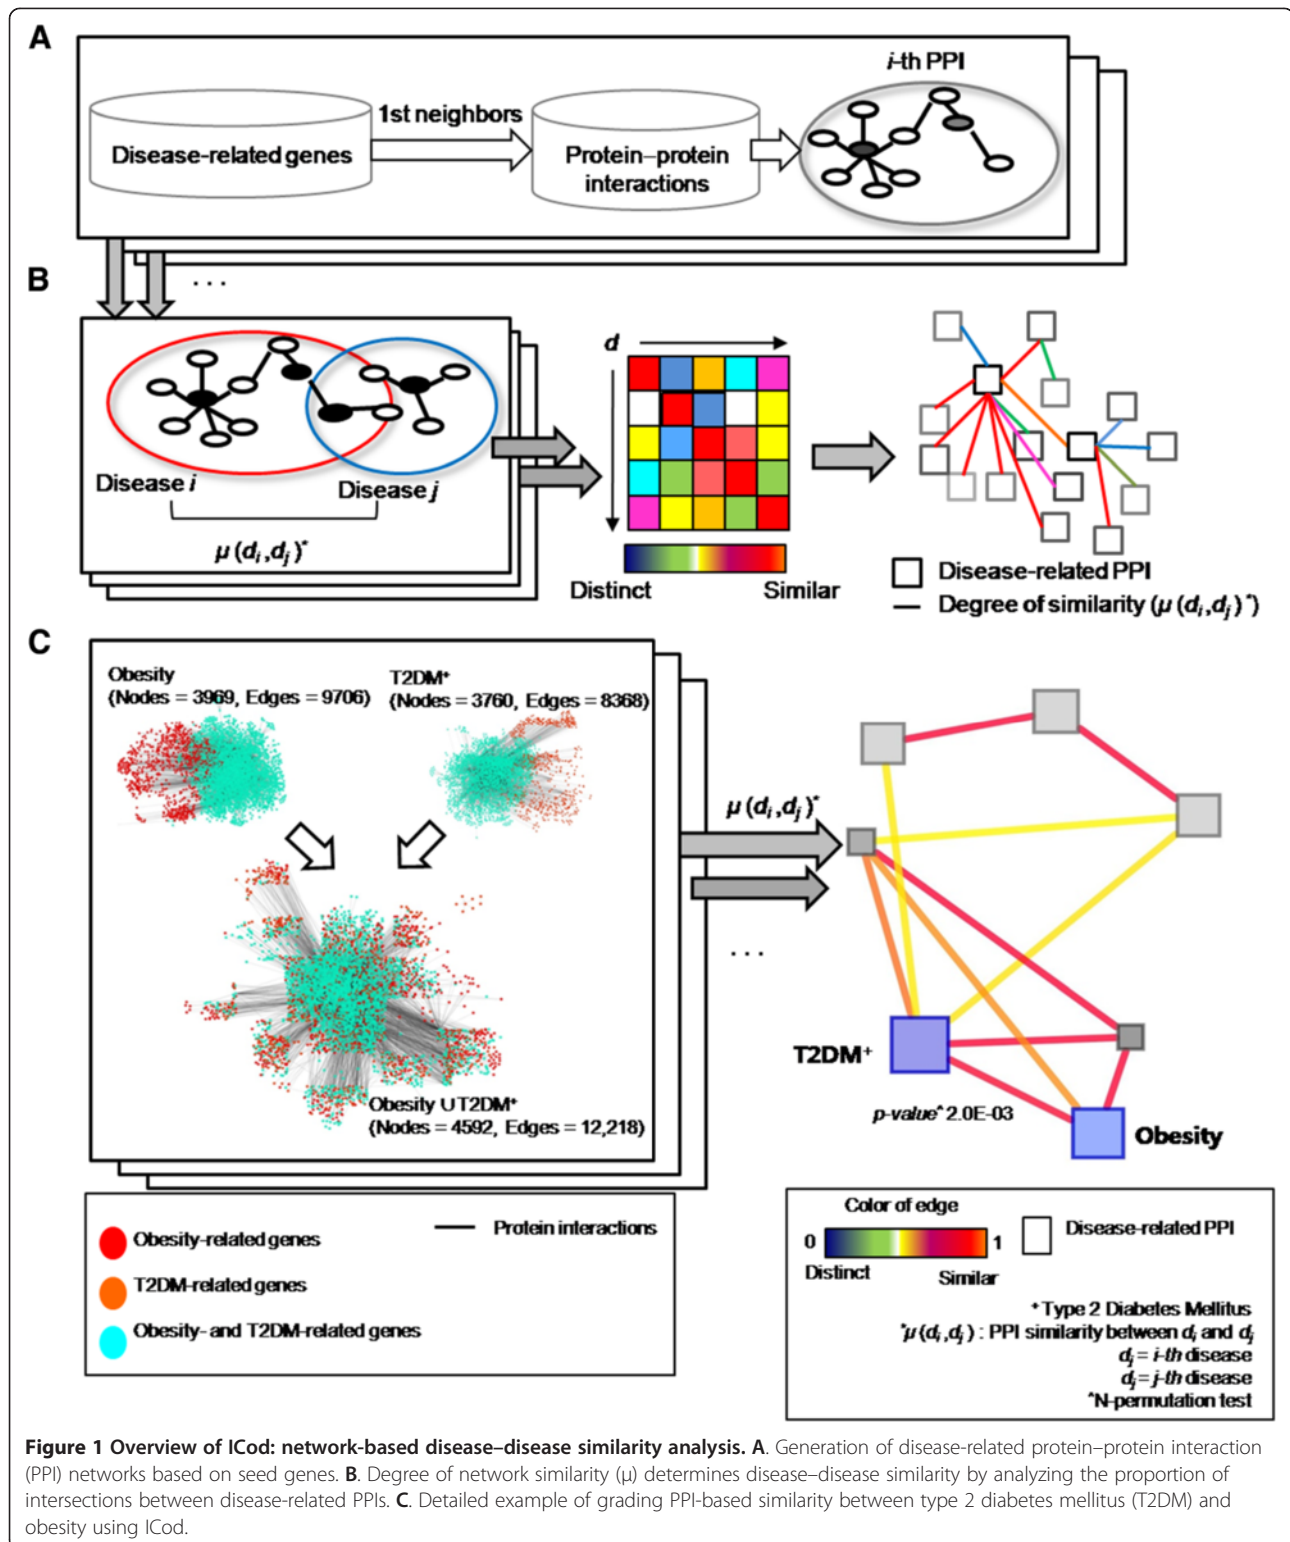 A
i-th PPI
1st neighbors
Disease-related genes
Protein–protein
interactions
B
. . .
d
Disease i
Disease j
μ (di,dj)*
Distinct
Similar
Disease-related PPI
Degree of similarity (μ (di,dj)*)
C
Obesity
(Nodes = 3969, Edges = 9706)
T2DM+
(Nodes = 3760, Edges = 8368)
μ (di,dj)*
. . .
Obesity ∪ T2DM+
(Nodes = 4592, Edges = 12,218)
T2DM+
p-value^ 2.0E-03
Obesity
Obesity-related genes
T2DM-related genes
Obesity- and T2DM-related genes
Protein interactions
Color of edge
0
1
Distinct
Similar
Disease-related PPI
+Type 2 Diabetes Mellitus
*μ(di,dj) : PPI similarity between di and dj
dj = i-th disease
dj = j-th disease
^N-permutation test
Figure 1 Overview of ICod: network-based disease–disease similarity analysis. A. Generation of disease-related protein–protein interaction
(PPI) networks based on seed genes. B. Degree of network similarity (μ) determines disease–disease similarity by analyzing the proportion of
intersections between disease-related PPIs. C. Detailed example of grading PPI-based similarity between type 2 diabetes mellitus (T2DM) and
obesity using ICod.